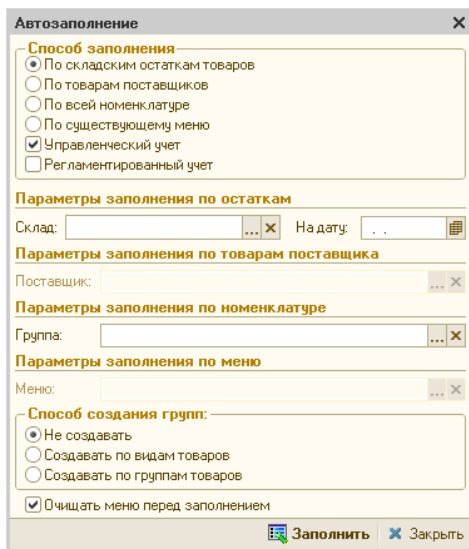 Автозаполнение
Способ заполнения
По складским остаткам товаров
По товарам поставщиков
По всей номенклатуре
По существующему меню
Управленческий учет
Регламентированный учет
Параметры заполнения по остаткам
Склад: ... На дату: . .
Параметры заполнения по товарам поставщика
Поставщик: ...
Параметры заполнения по номенклатуре
Группа: ...
Параметры заполнения по меню
Меню: ...
Способ создания групп:
Не создавать
Создавать по видам товаров
Создавать по группам товаров
Очищать меню перед заполнением
Заполнить Закрыть